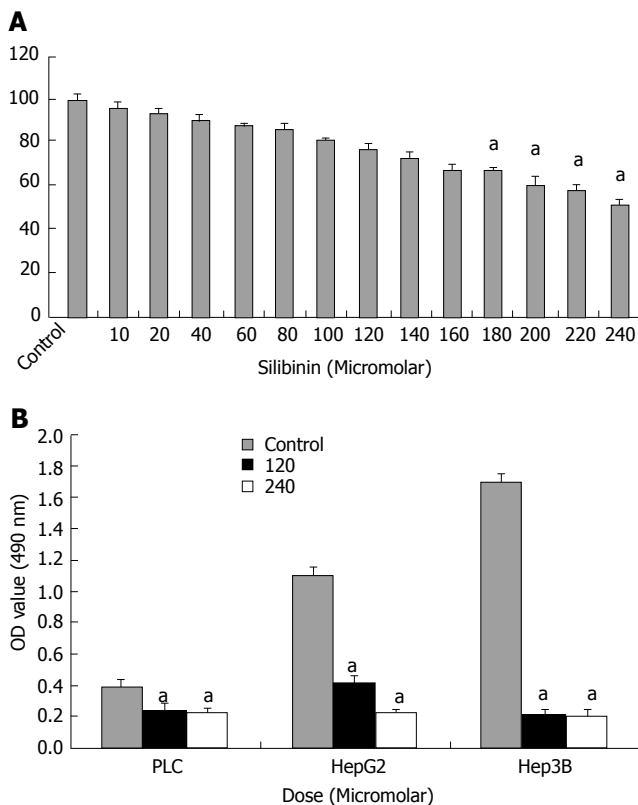 A
120
100
80
60
40
20
0
a a a a
Control 10 20 40 60 80 100 120 140 160 180 200 220 240
Silibinin (Micromolar)
B
2.0
1.8
1.6
1.4
1.2
1.0
0.8
0.6
0.4
0.2
0.0
OD value (490 nm)
Control
120
240
a a a a a a
PLC HepG2 Hep3B
Dose (Micromolar)